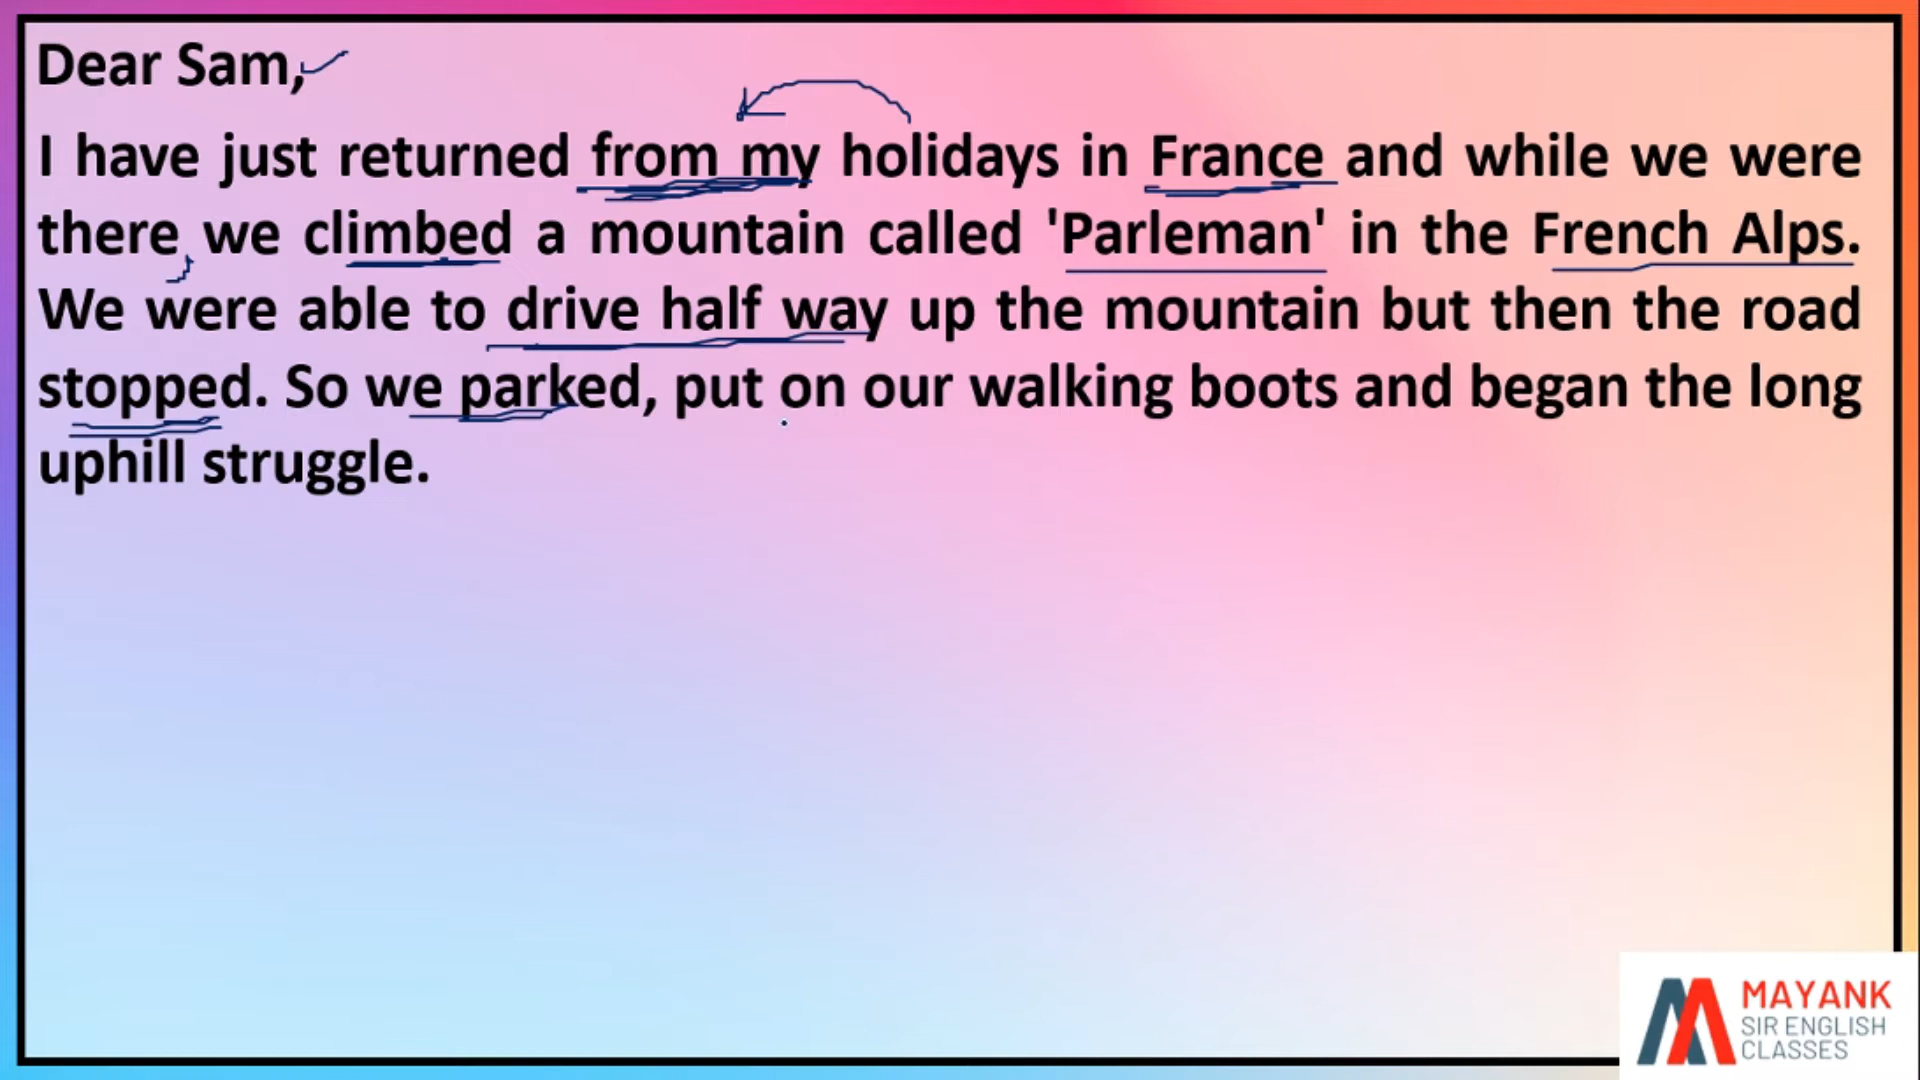 Dear Sam,
I have just returned from my holidays in France and while we were
there, we climbed a mountain called 'Parleman' in the French Alps.
We were able to drive half way up the mountain but then the road
stopped. So we parked, put on our walking boots and began the long
uphill struggle.
MAYANK
SIR ENGLISH
CLASSES